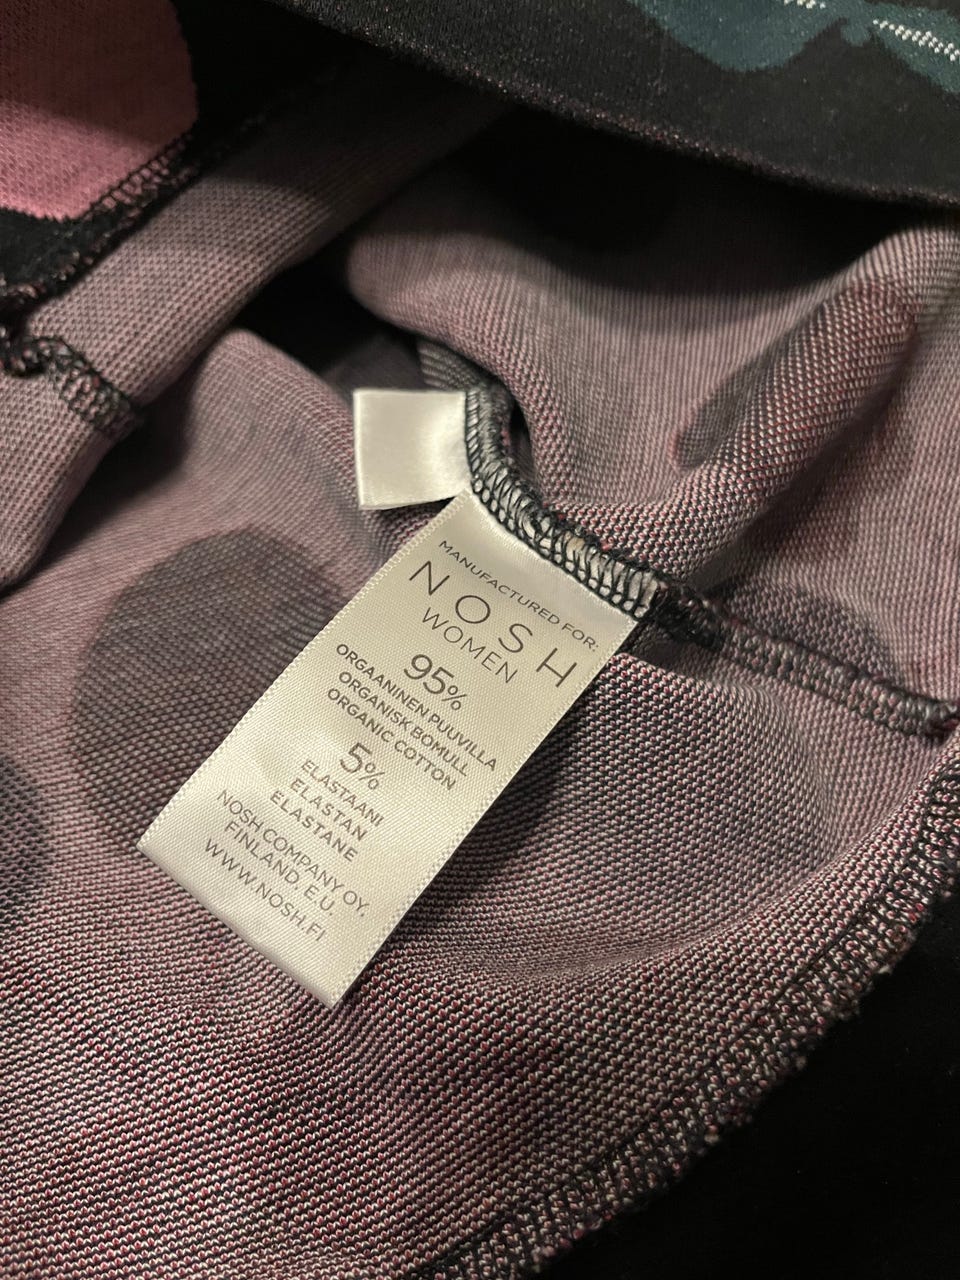 MANUFACTURED FOR:
NOSH
WOMEN
95%
ORGAANINEN PUUVILLA
ORGANISK BOMULL
ORGANIC COTTON
5%
ELASTAANI
ELASTAN
ELASTANE
NOSH COMPANY OY,
FINLAND, E.U.
WWW.NOSH.FI